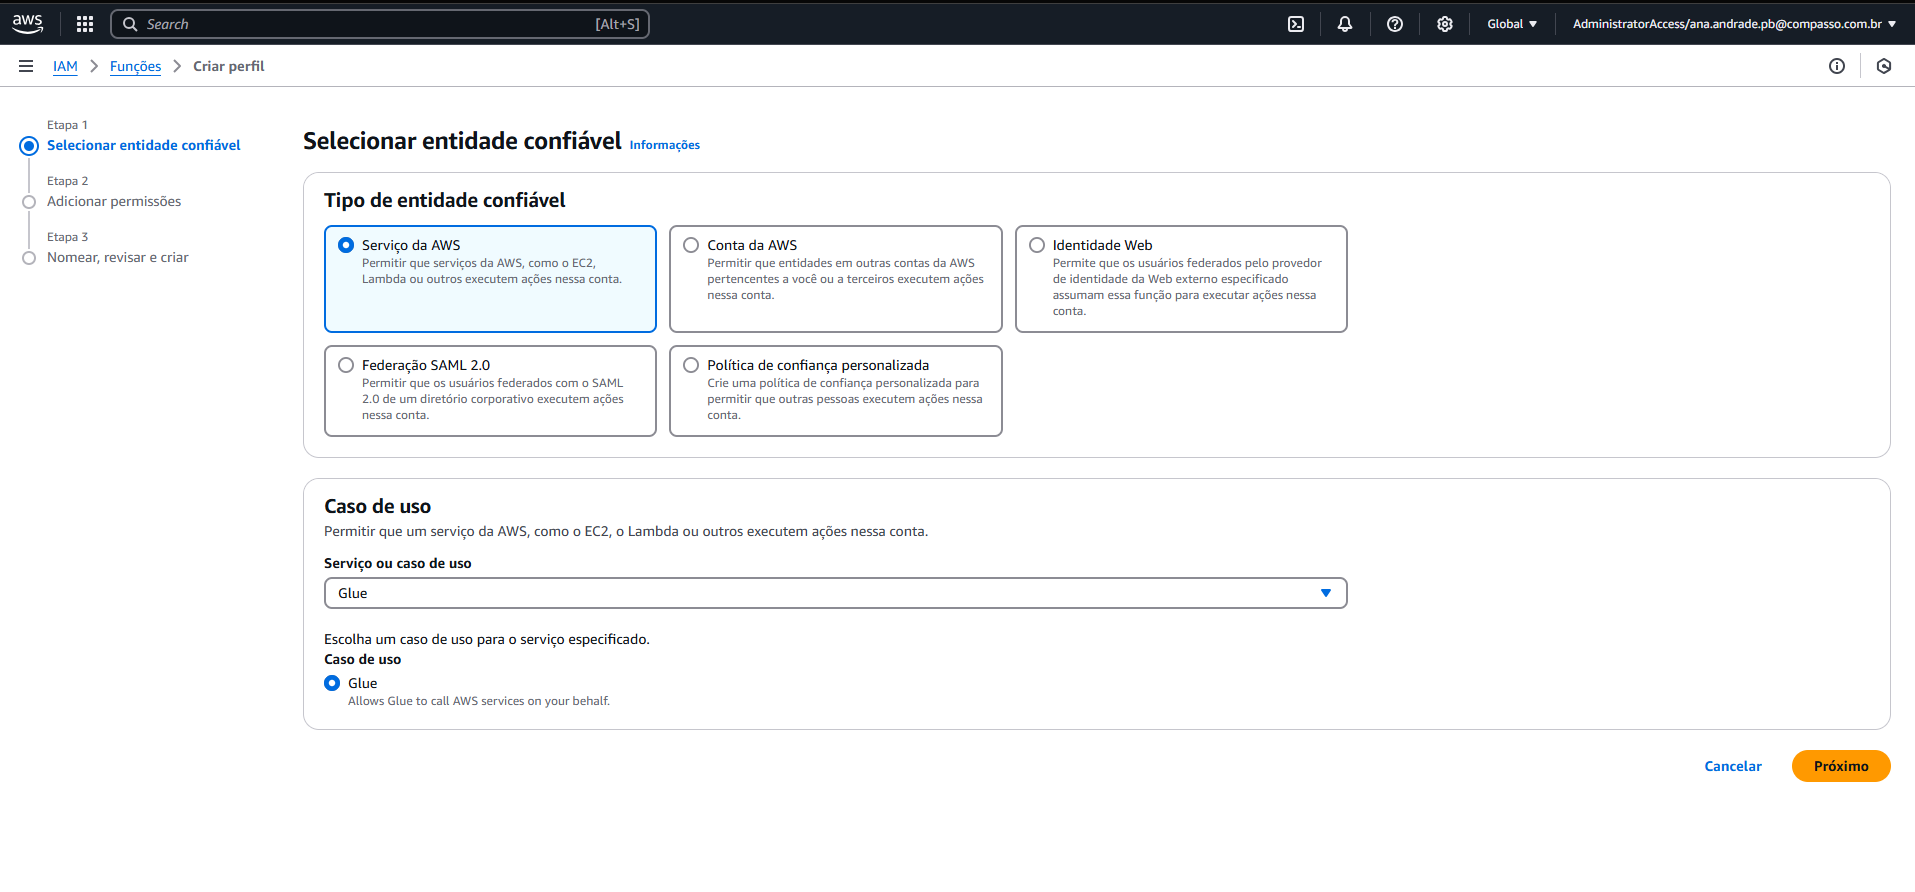 aws
Search
[Alt+S]
Global
AdministratorAccess/ana.andrade.pb@compasso.com.br
IAM
Funções
Criar perfil
Etapa 1
Selecionar entidade confiável
Etapa 2
Adicionar permissões
Etapa 3
Nomear, revisar e criar
Selecionar entidade confiável Informações
Tipo de entidade confiável
Serviço da AWS
Permitir que serviços da AWS, como o EC2,
Lambda ou outros executem ações nessa conta.
Conta da AWS
Permitir que entidades em outras contas da AWS
pertencentes a você ou a terceiros executem ações
nessa conta.
Identidade Web
Permite que os usuários federados pelo provedor
de identidade da Web externo especificado
assumam essa função para executar ações nessa
conta.
Federação SAML 2.0
Permitir que os usuários federados com o SAML
2.0 de um diretório corporativo executem ações
nessa conta.
Política de confiança personalizada
Crie uma política de confiança personalizada para
permitir que outras pessoas executem ações nessa
conta.
Caso de uso
Permitir que um serviço da AWS, como o EC2, o Lambda ou outros executem ações nessa conta.
Serviço ou caso de uso
Glue
Escolha um caso de uso para o serviço especificado.
Caso de uso
Glue
Allows Glue to call AWS services on your behalf.
Cancelar
Próximo